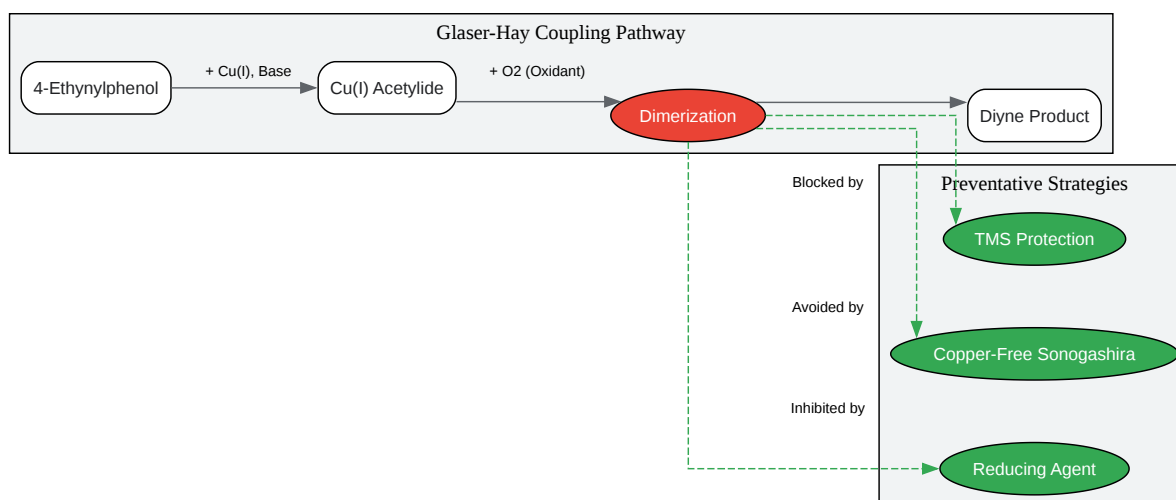 Glaser-Hay Coupling Pathway
4-Ethynylphenol
+ Cu(I), Base
Cu(I) Acetylide
+ O2 (Oxidant)
Dimerization
Diyne Product
Blocked by
Preventative Strategies
TMS Protection
Avoided by
Copper-Free Sonogashira
Inhibited by
Reducing Agent